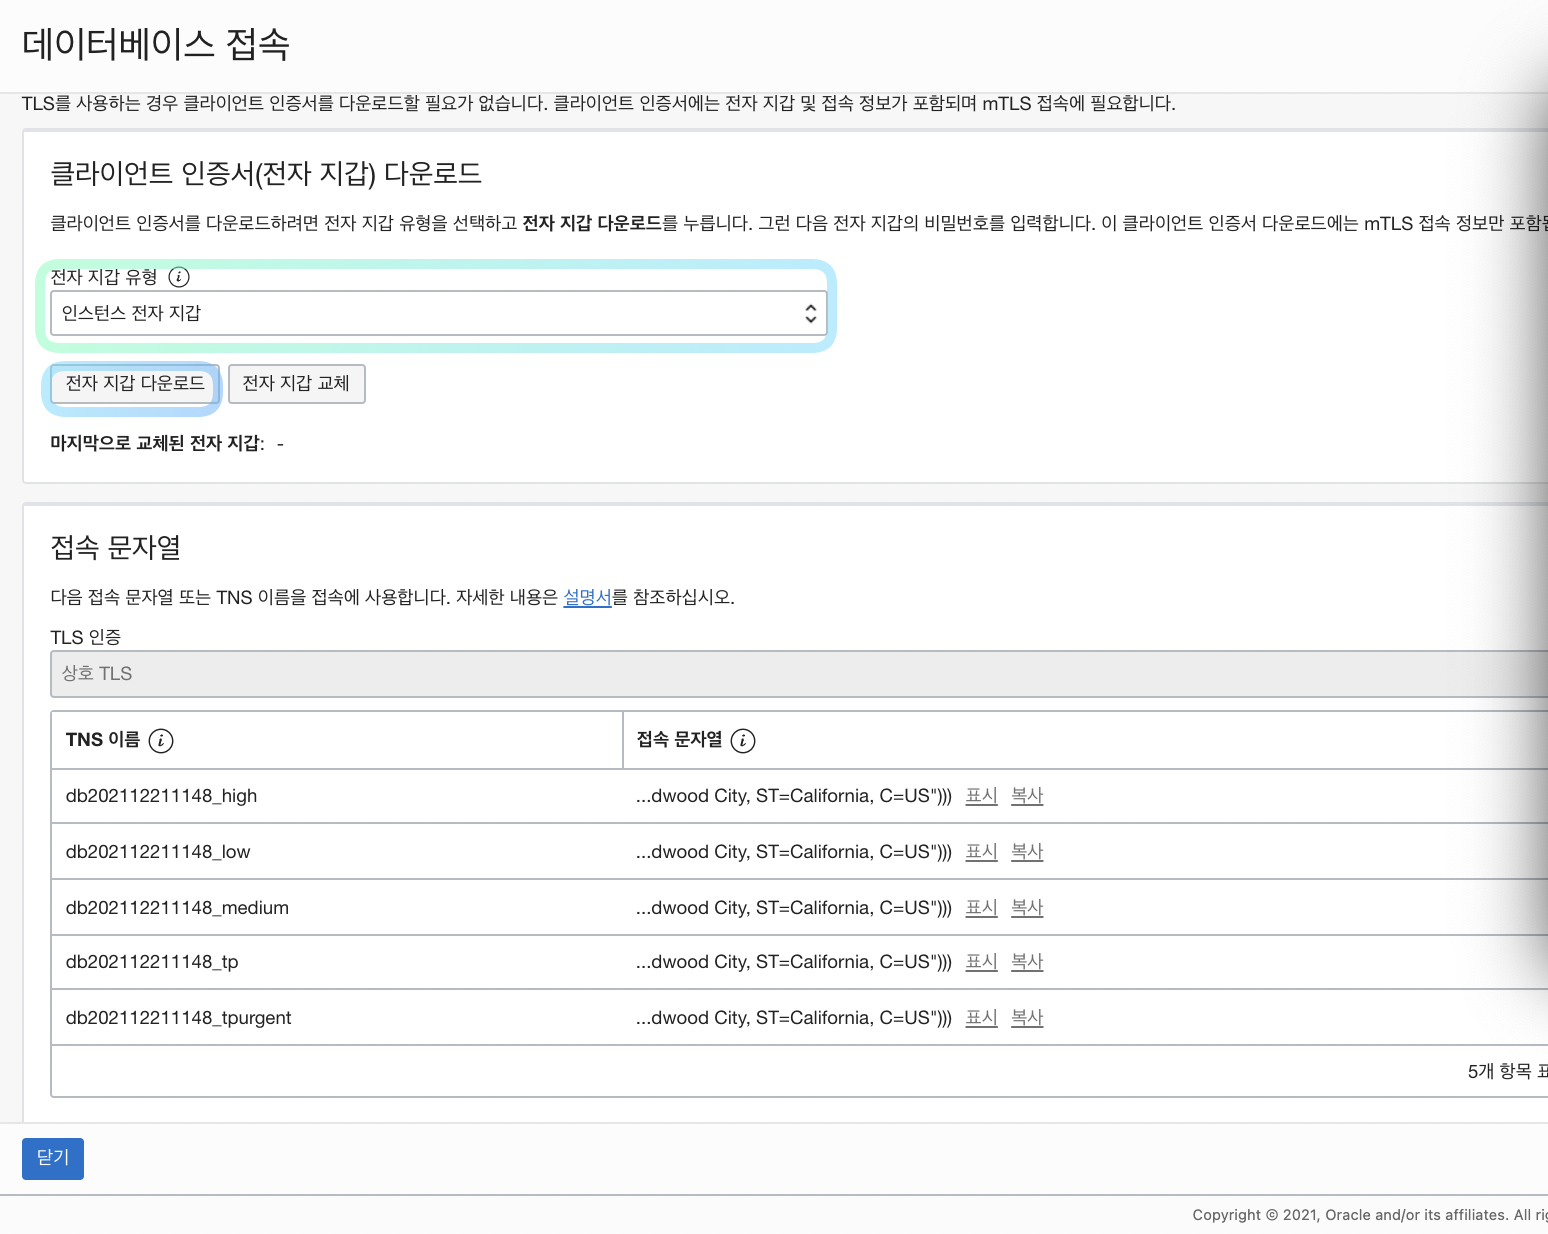 데이터베이스 접속
TLS를 사용하는 경우 클라이언트 인증서를 다운로드할 필요가 없습니다. 클라이언트 인증서에는 전자 지갑 및 접속 정보가 포함되며 mTLS 접속에 필요합니다.
클라이언트 인증서(전자 지갑) 다운로드
클라이언트 인증서를 다운로드하려면 전자 지갑 유형을 선택하고 전자 지갑 다운로드를 누릅니다. 그런 다음 전자 지갑의 비밀번호를 입력합니다. 이 클라이언트 인증서 다운로드에는 mTLS 접속 정보만
전자 지갑 유형 i
인스턴스 전자 지갑
전자 지갑 다운로드 전자 지갑 교체
마지막으로 교체된 전자 지갑: -
접속 문자열
다음 접속 문자열 또는 TNS 이름을 접속에 사용합니다. 자세한 내용은 설명서를 참조하십시오.
TLS 인증
상호 TLS
TNS 이름 i 접속 문자열 i
db202112211148_high ...dwood City, ST=California, C=US"))) 표시 복사
db202112211148_low ...dwood City, ST=California, C=US"))) 표시 복사
db202112211148_medium ...dwood City, ST=California, C=US"))) 표시 복사
db202112211148_tp ...dwood City, ST=California, C=US"))) 표시 복사
db202112211148_tpurgent ...dwood City, ST=California, C=US"))) 표시 복사
5개 항목
닫기
Copyright © 2021, Oracle and/or its affiliates. All